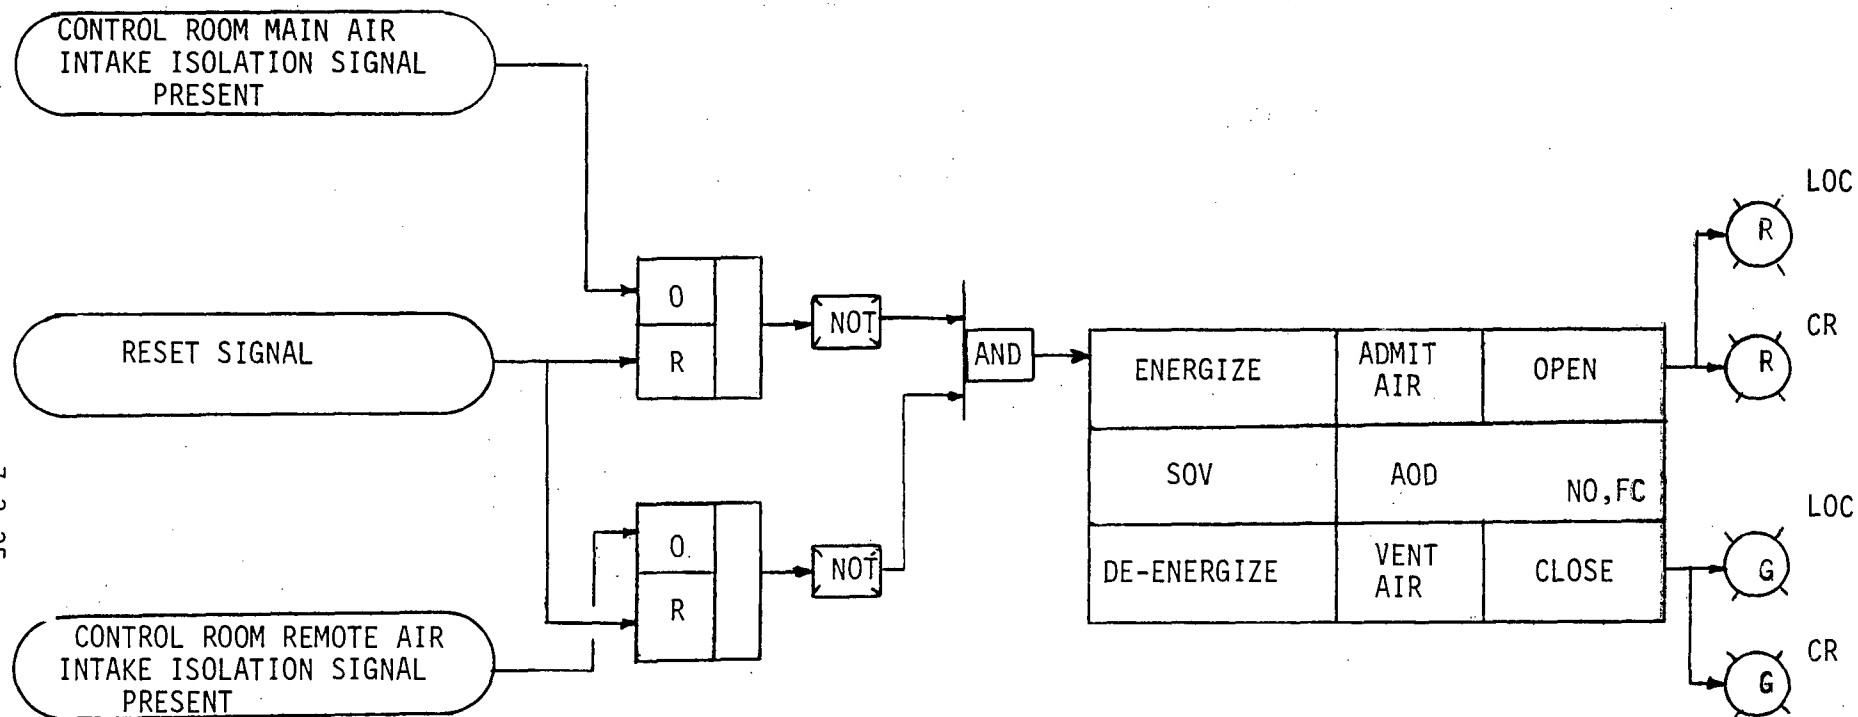 CONTROL ROOM MAIN AIR
INTAKE ISOLATION SIGNAL
PRESENT
RESET SIGNAL
CONTROL ROOM REMOTE AIR
INTAKE ISOLATION SIGNAL
PRESENT
O
R
NOT
O
R
NOT
AND
ENERGIZE
ADMIT
AIR
OPEN
SOV
AOD
NO,FC
DE-ENERGIZE
VENT
AIR
CLOSE
R
LOC
R
CR
G
LOC
G
CR